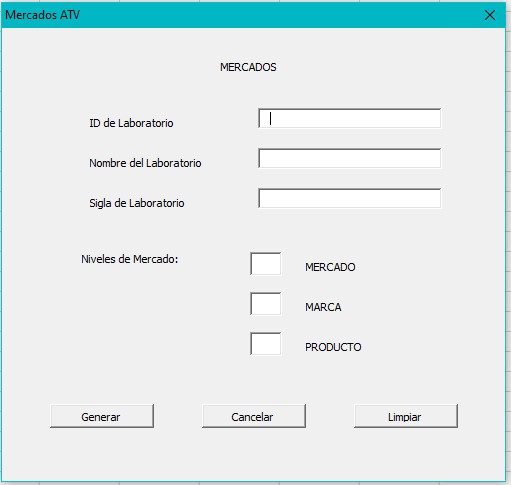 Mercados ATV
MERCADOS
ID de Laboratorio
Nombre del Laboratorio
Sigla de Laboratorio
Niveles de Mercado:
MERCADO
MARCA
PRODUCTO
Generar
Cancelar
Limpiar